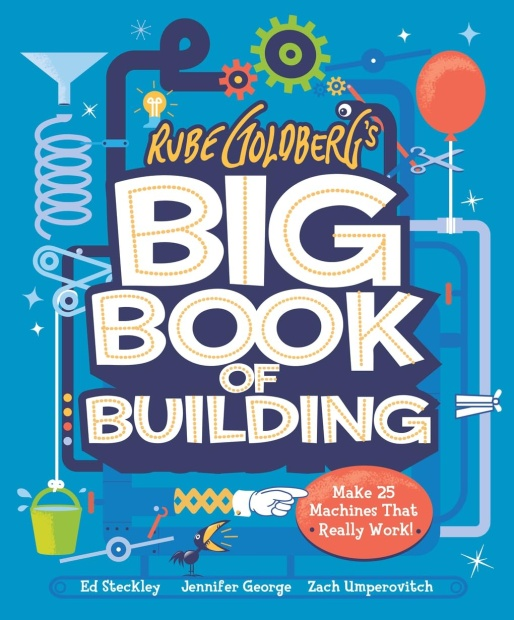 RUBE GOLDBERG'S
BIG
BOOK
OF
BUILDING
Make 25
Machines That
Really Work!
Ed Steckley Jennifer George Zach Umperovitch